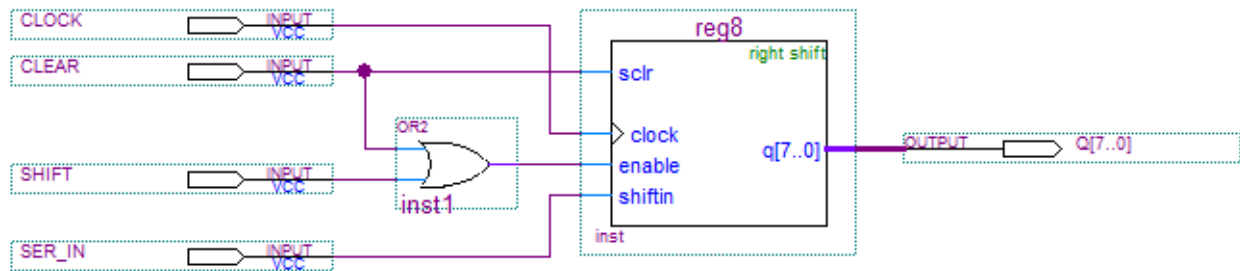 CLOCK
INPUT
VCC
CLEAR
INPUT
VCC
SHIFT
INPUT
VCC
SER_IN
INPUT
VCC
OR2
inst1
reg8
right shift
sclr
clock
enable
shiftin
q[7..0]
inst
OUTPUT
Q[7..0]